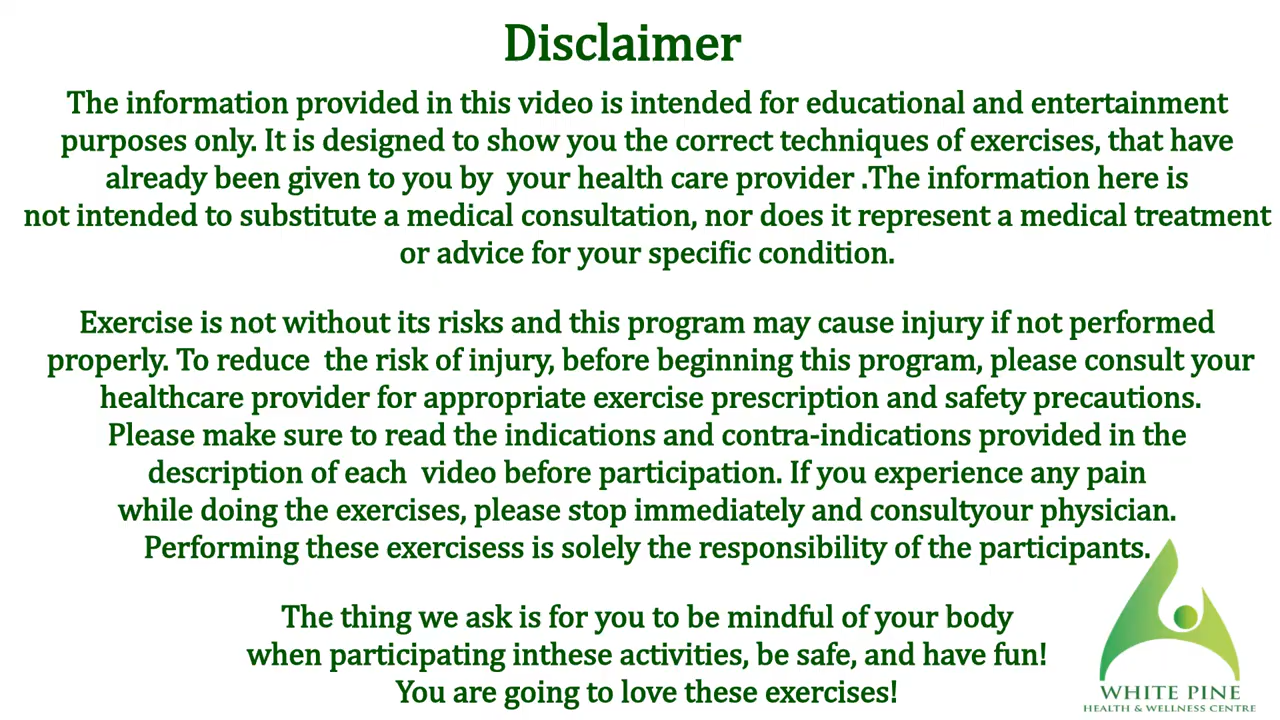 Disclaimer
The information provided in this video is intended for educational and entertainment
purposes only. It is designed to show you the correct techniques of exercises, that have
already been given to you by  your health care provider .The information here is
not intended to substitute a medical consultation, nor does it represent a medical treatment
or advice for your specific condition.
Exercise is not without its risks and this program may cause injury if not performed
properly. To reduce  the risk of injury, before beginning this program, please consult your
healthcare provider for appropriate exercise prescription and safety precautions.
Please make sure to read the indications and contra-indications provided in the
description of each  video before participation. If you experience any pain
while doing the exercises, please stop immediately and consultyour physician.
Performing these exercisess is solely the responsibility of the participants.
The thing we ask is for you to be mindful of your body
when participating inthese activities, be safe, and have fun!
You are going to love these exercises!
WHITE PINE
HEALTH & WELLNESS CENTRE